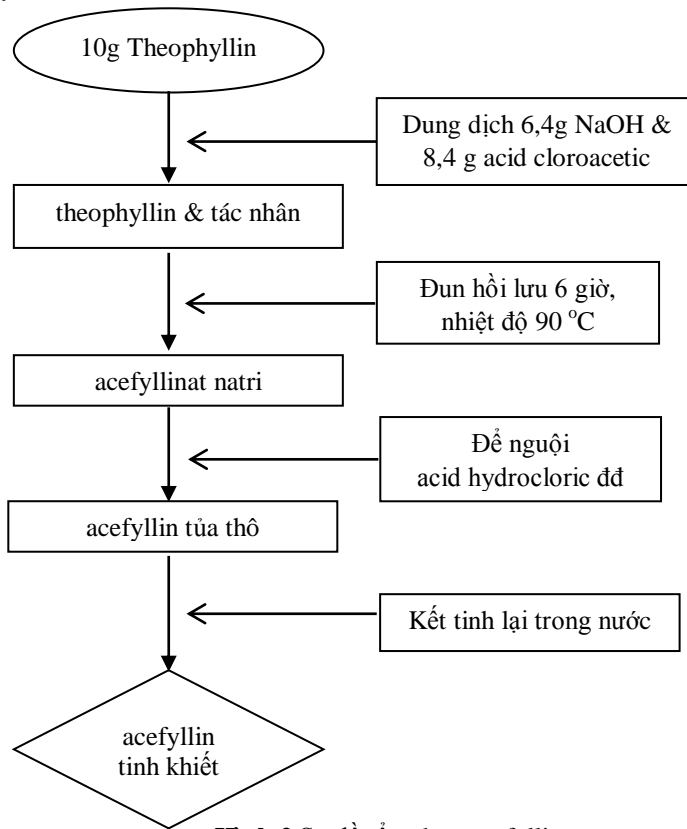 10g Theophyllin
Dung dịch 6,4g NaOH &
8,4 g acid cloroacetic
theophyllin & tác nhân
Đun hồi lưu 6 giờ,
nhiệt độ 90 °C
acefyllinat natri
Để nguội
acid hydrocloric đđ
acefyllin tủa thô
Kết tinh lại trong nước
acefyllin
tinh khiết